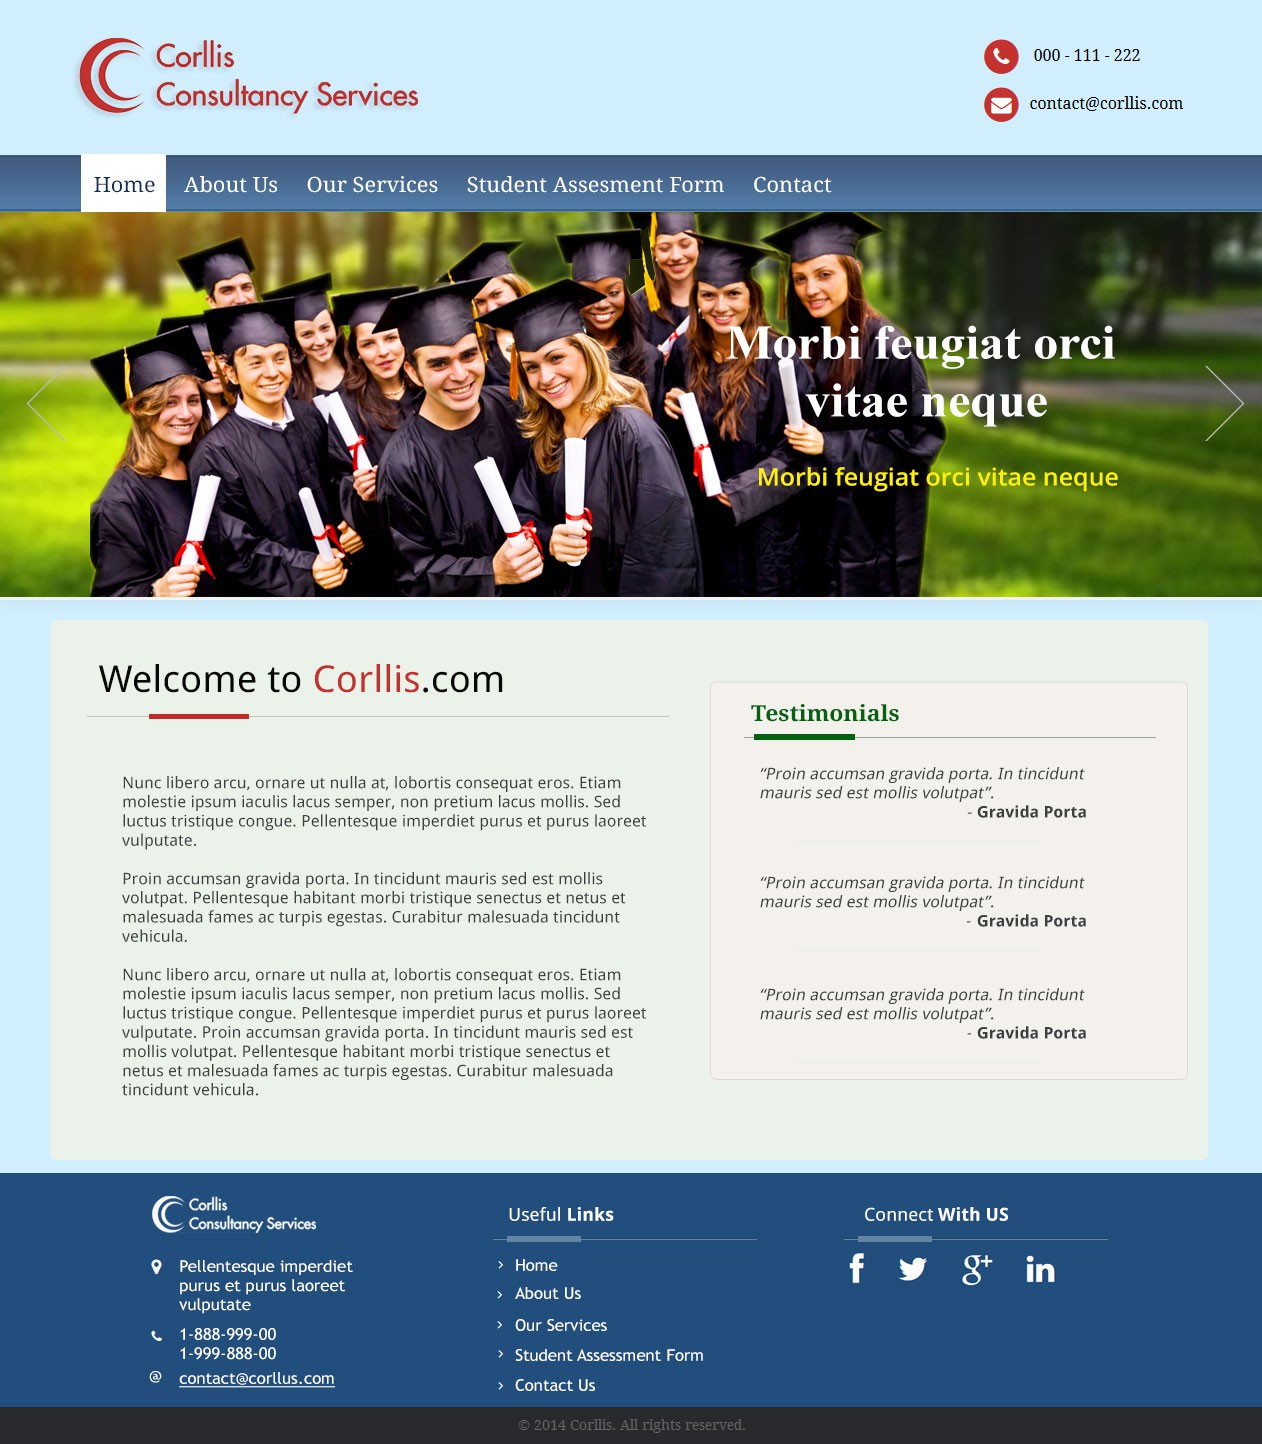 Corllis
Consultancy Services
000 - 111 - 222
contact@corllis.com
Home
About Us
Our Services
Student Assesment Form
Contact
Morbi feugiat orci
vitae neque
Morbi feugiat orci vitae neque
Welcome to Corllis.com
Nunc libero arcu, ornare ut nulla at, lobortis consequat eros. Etiam
molestie ipsum iaculis lacus semper, non pretium lacus mollis. Sed
luctus tristique congue. Pellentesque imperdiet purus et purus laoreet
vulputate.
Proin accumsan gravida porta. In tincidunt mauris sed est mollis
volutpat. Pellentesque habitant morbi tristique senectus et netus et
malesuada fames ac turpis egestas. Curabitur malesuada tincidunt
vehicula.
Nunc libero arcu, ornare ut nulla at, lobortis consequat eros. Etiam
molestie ipsum iaculis lacus semper, non pretium lacus mollis. Sed
luctus tristique congue. Pellentesque imperdiet purus et purus laoreet
vulputate. Proin accumsan gravida porta. In tincidunt mauris sed est
mollis volutpat. Pellentesque habitant morbi tristique senectus et
netus et malesuada fames ac turpis egestas. Curabitur malesuada
tincidunt vehicula.
Testimonials
“Proin accumsan gravida porta. In tincidunt
mauris sed est mollis volutpat”.
- Gravida Porta
“Proin accumsan gravida porta. In tincidunt
mauris sed est mollis volutpat”.
- Gravida Porta
“Proin accumsan gravida porta. In tincidunt
mauris sed est mollis volutpat”.
- Gravida Porta
Corllis
Consultancy Services
Pellentesque imperdiet
purus et purus laoreet
vulputate
1-888-999-00
1-999-888-00
@ contact@corllus.com
Useful Links
Home
About Us
Our Services
Student Assessment Form
Contact Us
Connect With US
© 2014 Corllis. All rights reserved.